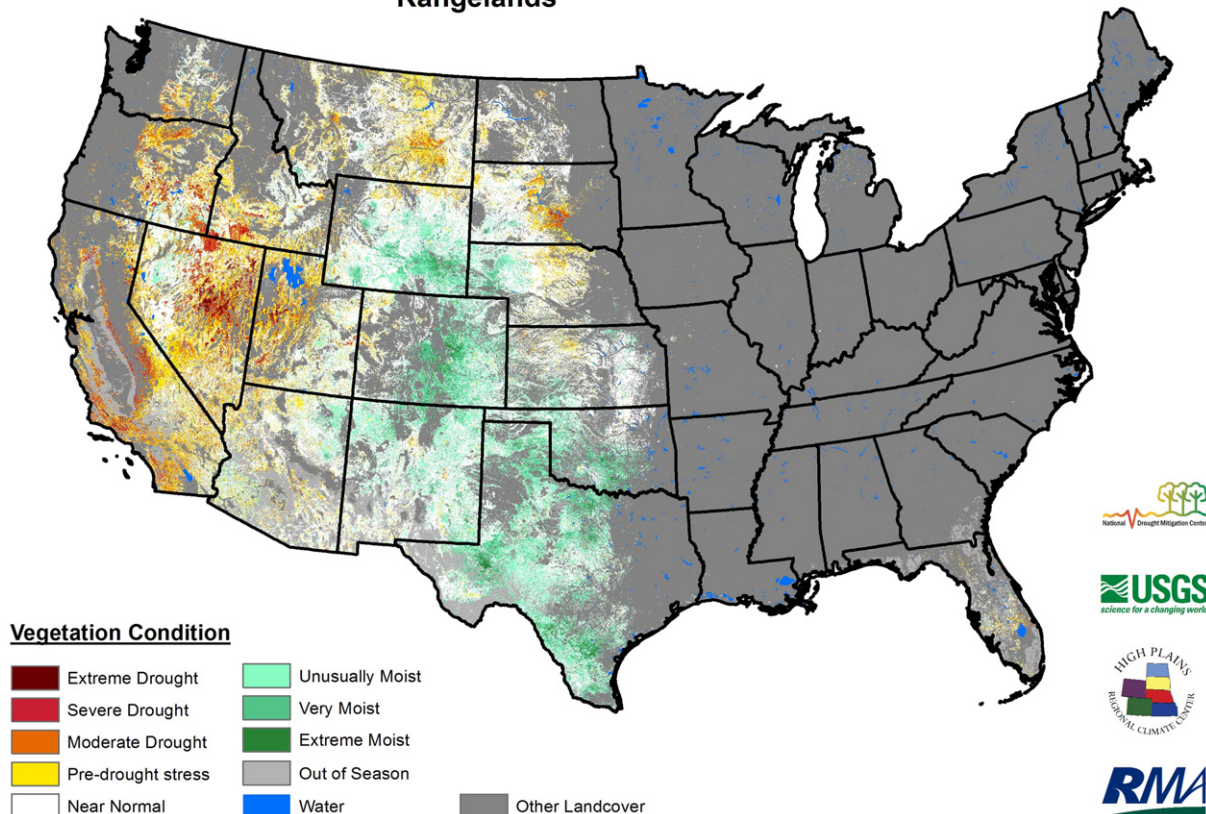 Rangelands
National Drought Mitigation Center
USGS
science for a changing world
HIGH PLAINS
REGIONAL CLIMATE CENTER
Vegetation Condition
Extreme Drought
Unusually Moist
Severe Drought
Very Moist
Moderate Drought
Extreme Moist
Pre-drought stress
Out of Season
Near Normal
Water
Other Landcover
RMA